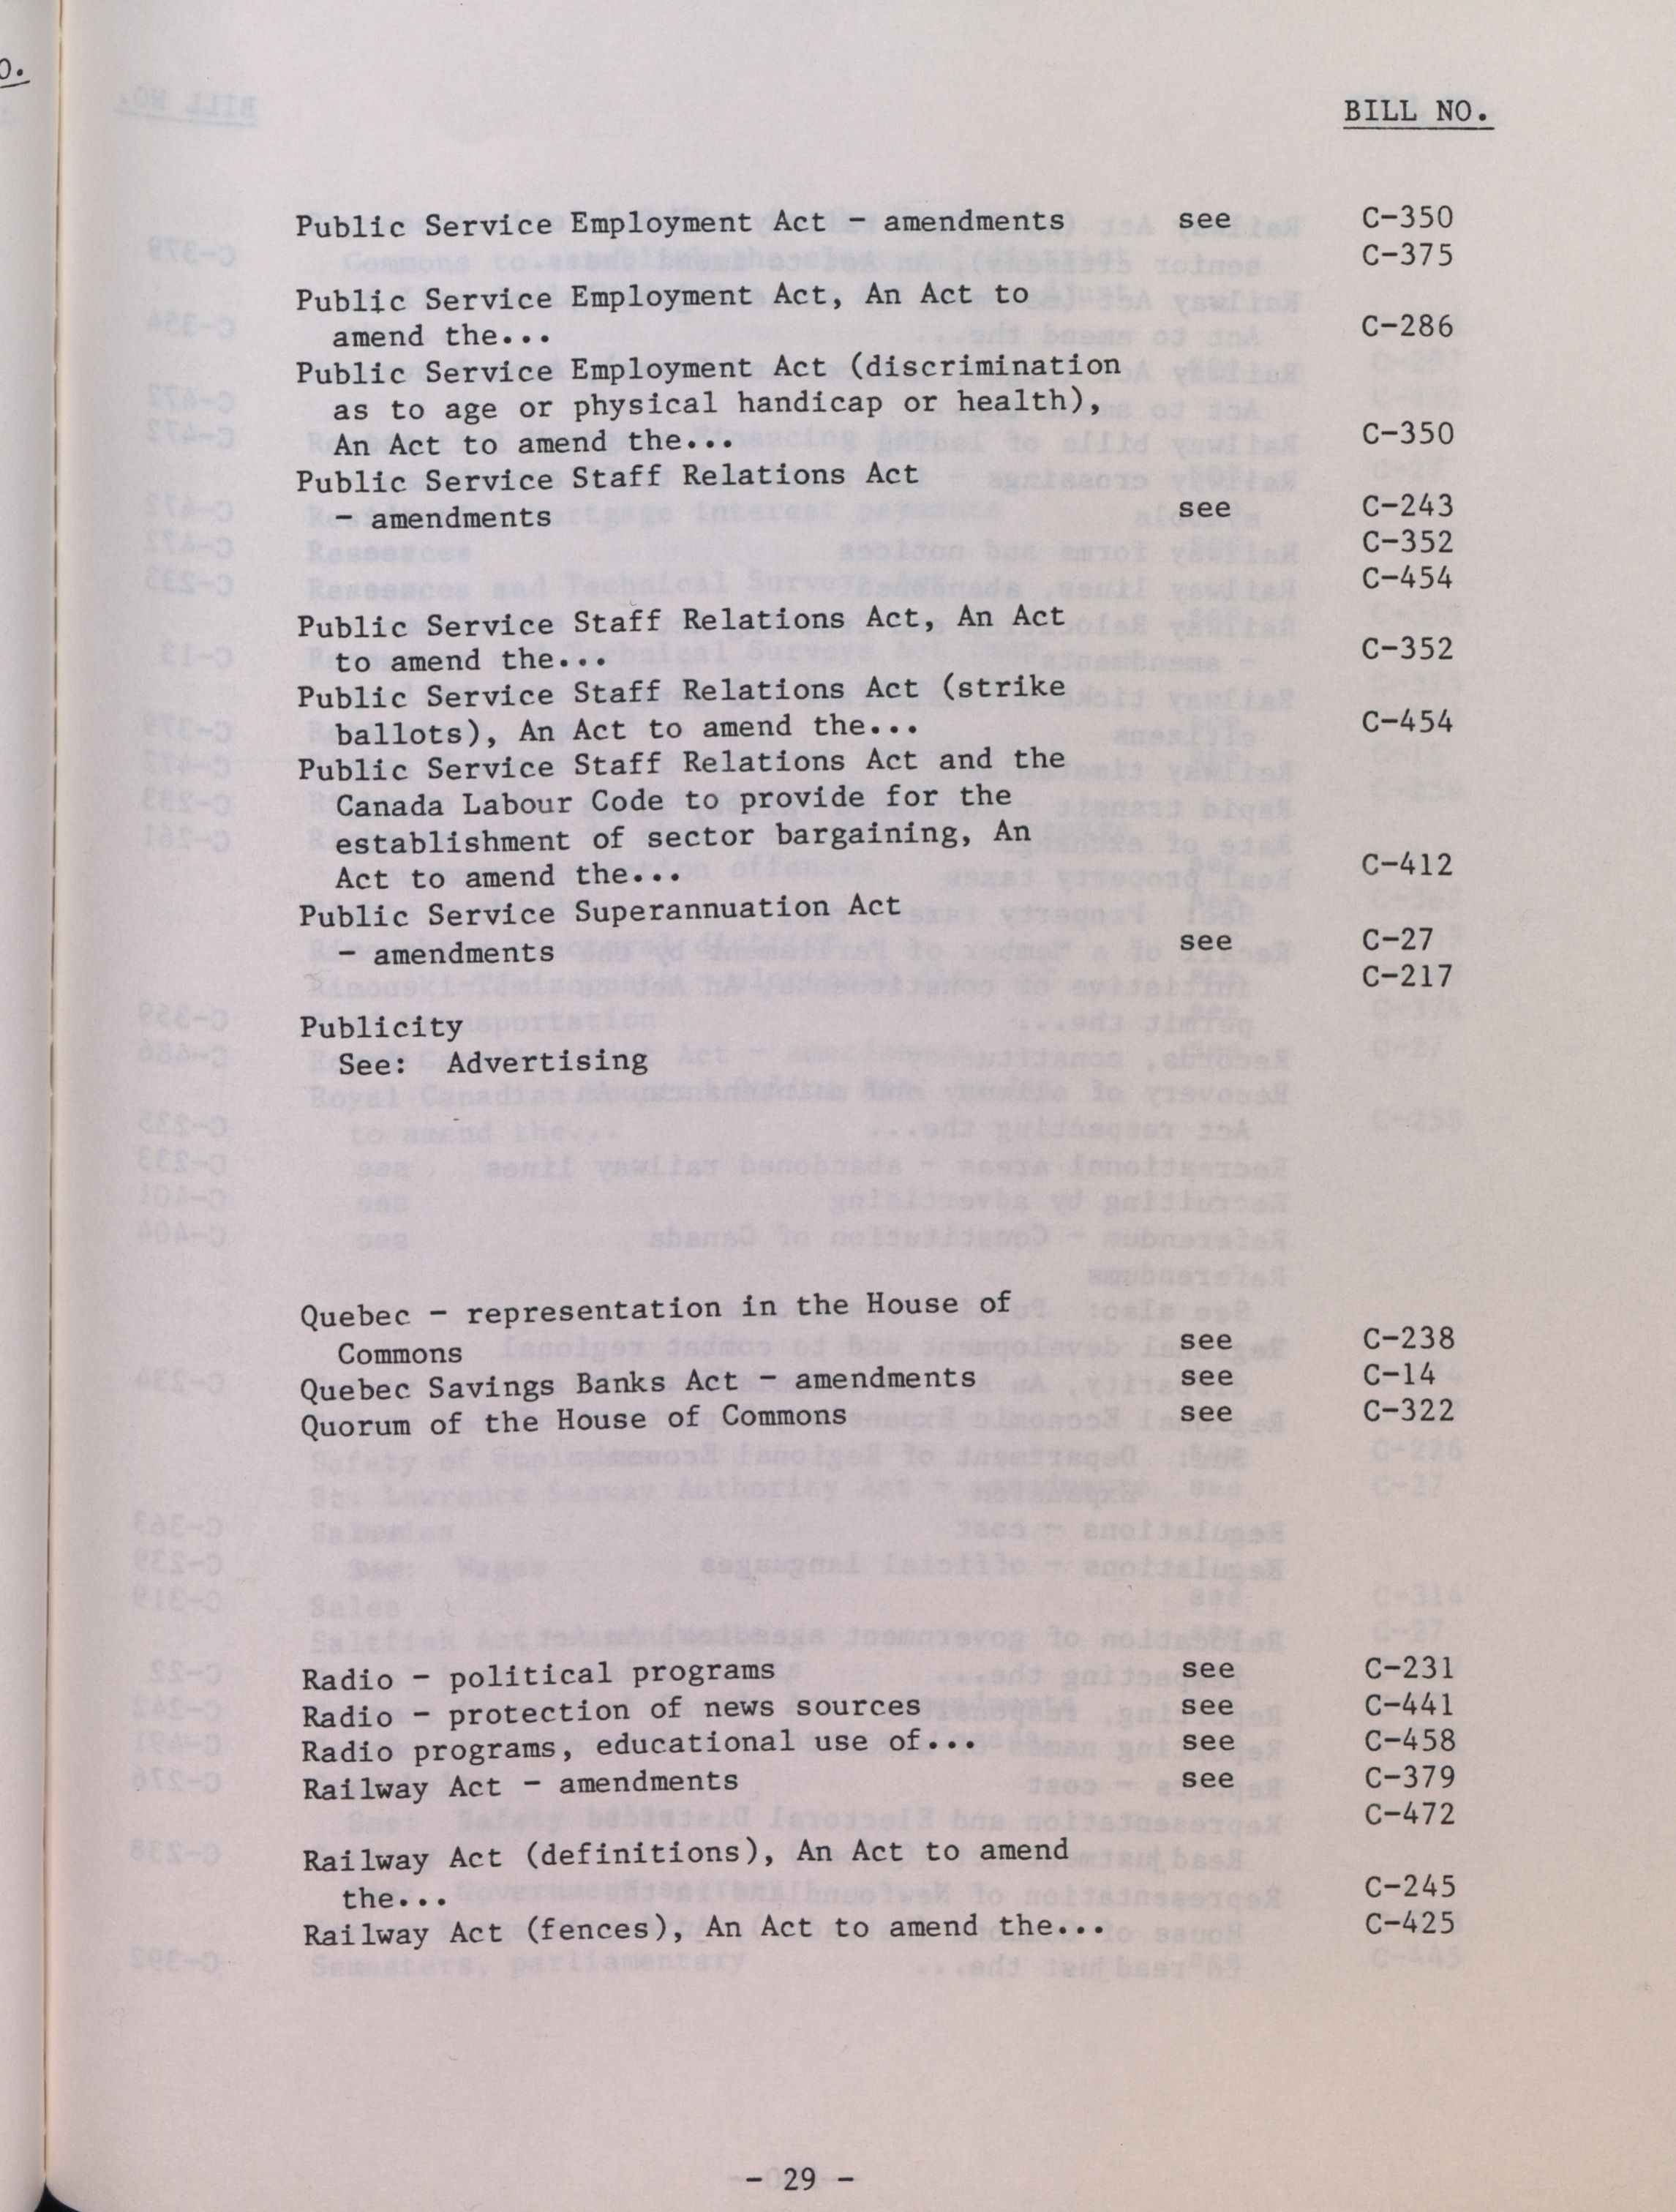 BILL NO.
Public Service Employment Act - amendments see C-350
C-375
Public Service Employment Act, An Act to
amend the... C-286
Public Service Employment Act (discrimination
as to age or physical handicap or health),
An Act to amend the... C-350
Public Service Staff Relations Act
- amendments see C-243
C-352
C-454
Public Service Staff Relations Act, An Act
to amend the... C-352
Public Service Staff Relations Act (strike
ballots), An Act to amend the... C-454
Public Service Staff Relations Act and the
Canada Labour Code to provide for the
establishment of sector bargaining, An
Act to amend the... C-412
Public Service Superannuation Act
- amendments see C-27
C-217
Publicity
See: Advertising
Quebec - representation in the House of
Commons see C-238
Quebec Savings Banks Act - amendments see C-14
Quorum of the House of Commons see C-322
Radio - political programs see C-231
Radio - protection of news sources see C-441
Radio programs, educational use of... see C-458
Railway Act - amendments see C-379
C-472
Railway Act (definitions), An Act to amend
the... C-245
Railway Act (fences), An Act to amend the... C-425
- 29 -